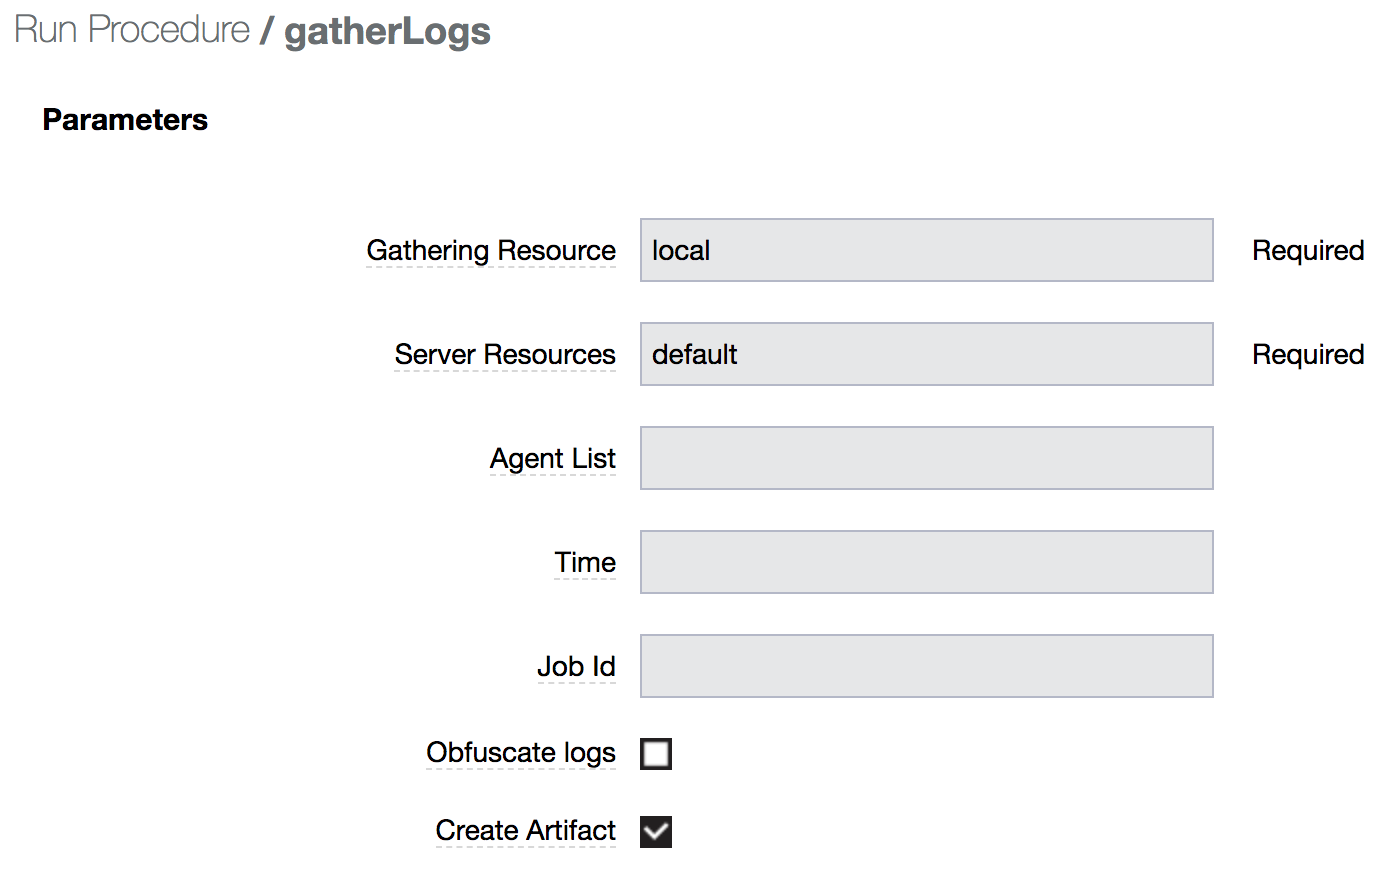 Run Procedure / gatherLogs
Parameters
Gathering Resource local Required
Server Resources default Required
Agent List
Time
Job Id
Obfuscate logs
Create Artifact